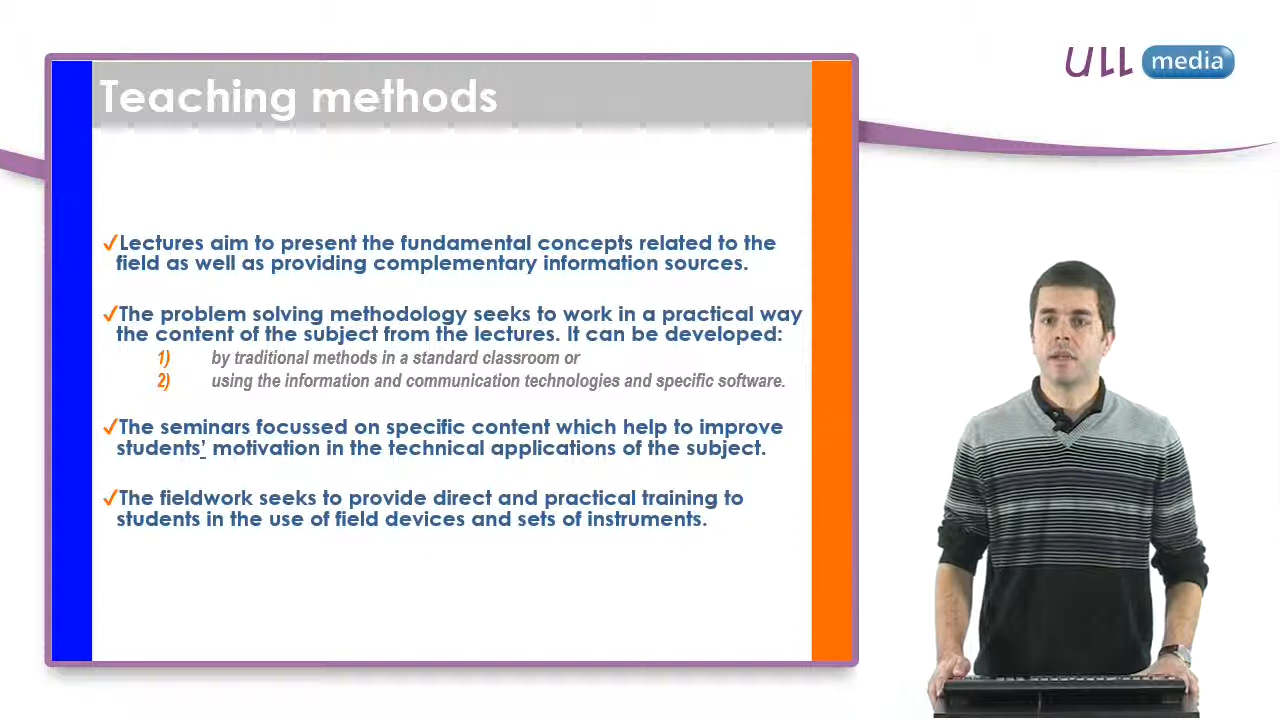 ULL media
Teaching methods
✓Lectures aim to present the fundamental concepts related to the
field as well as providing complementary information sources.
✓The problem solving methodology seeks to work in a practical way
the content of the subject from the lectures. It can be developed:
1) by traditional methods in a standard classroom or
2) using the information and communication technologies and specific software.
✓The seminars focussed on specific content which help to improve
students’ motivation in the technical applications of the subject.
✓The fieldwork seeks to provide direct and practical training to
students in the use of field devices and sets of instruments.